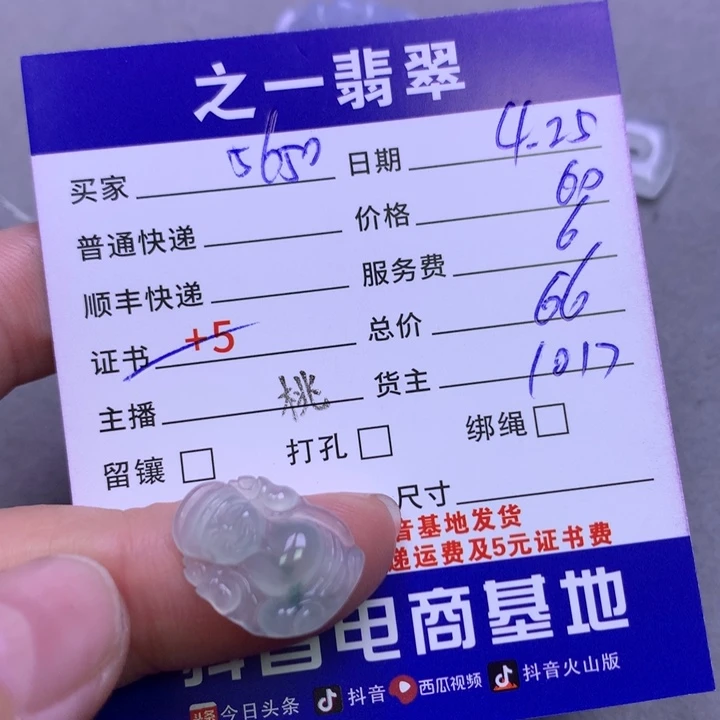 之一翡翠
买家 5650 日期 4.25
普通快递 价格 60
顺丰快递 服务费 6
证书 +5 总价 66
主播 桃 货主 1017
留镶 打孔 绑绳
尺寸
音基地发货
递运费及5元证书费
抖音电商基地
头条 今日头条 抖音 西瓜视频 抖音火山版